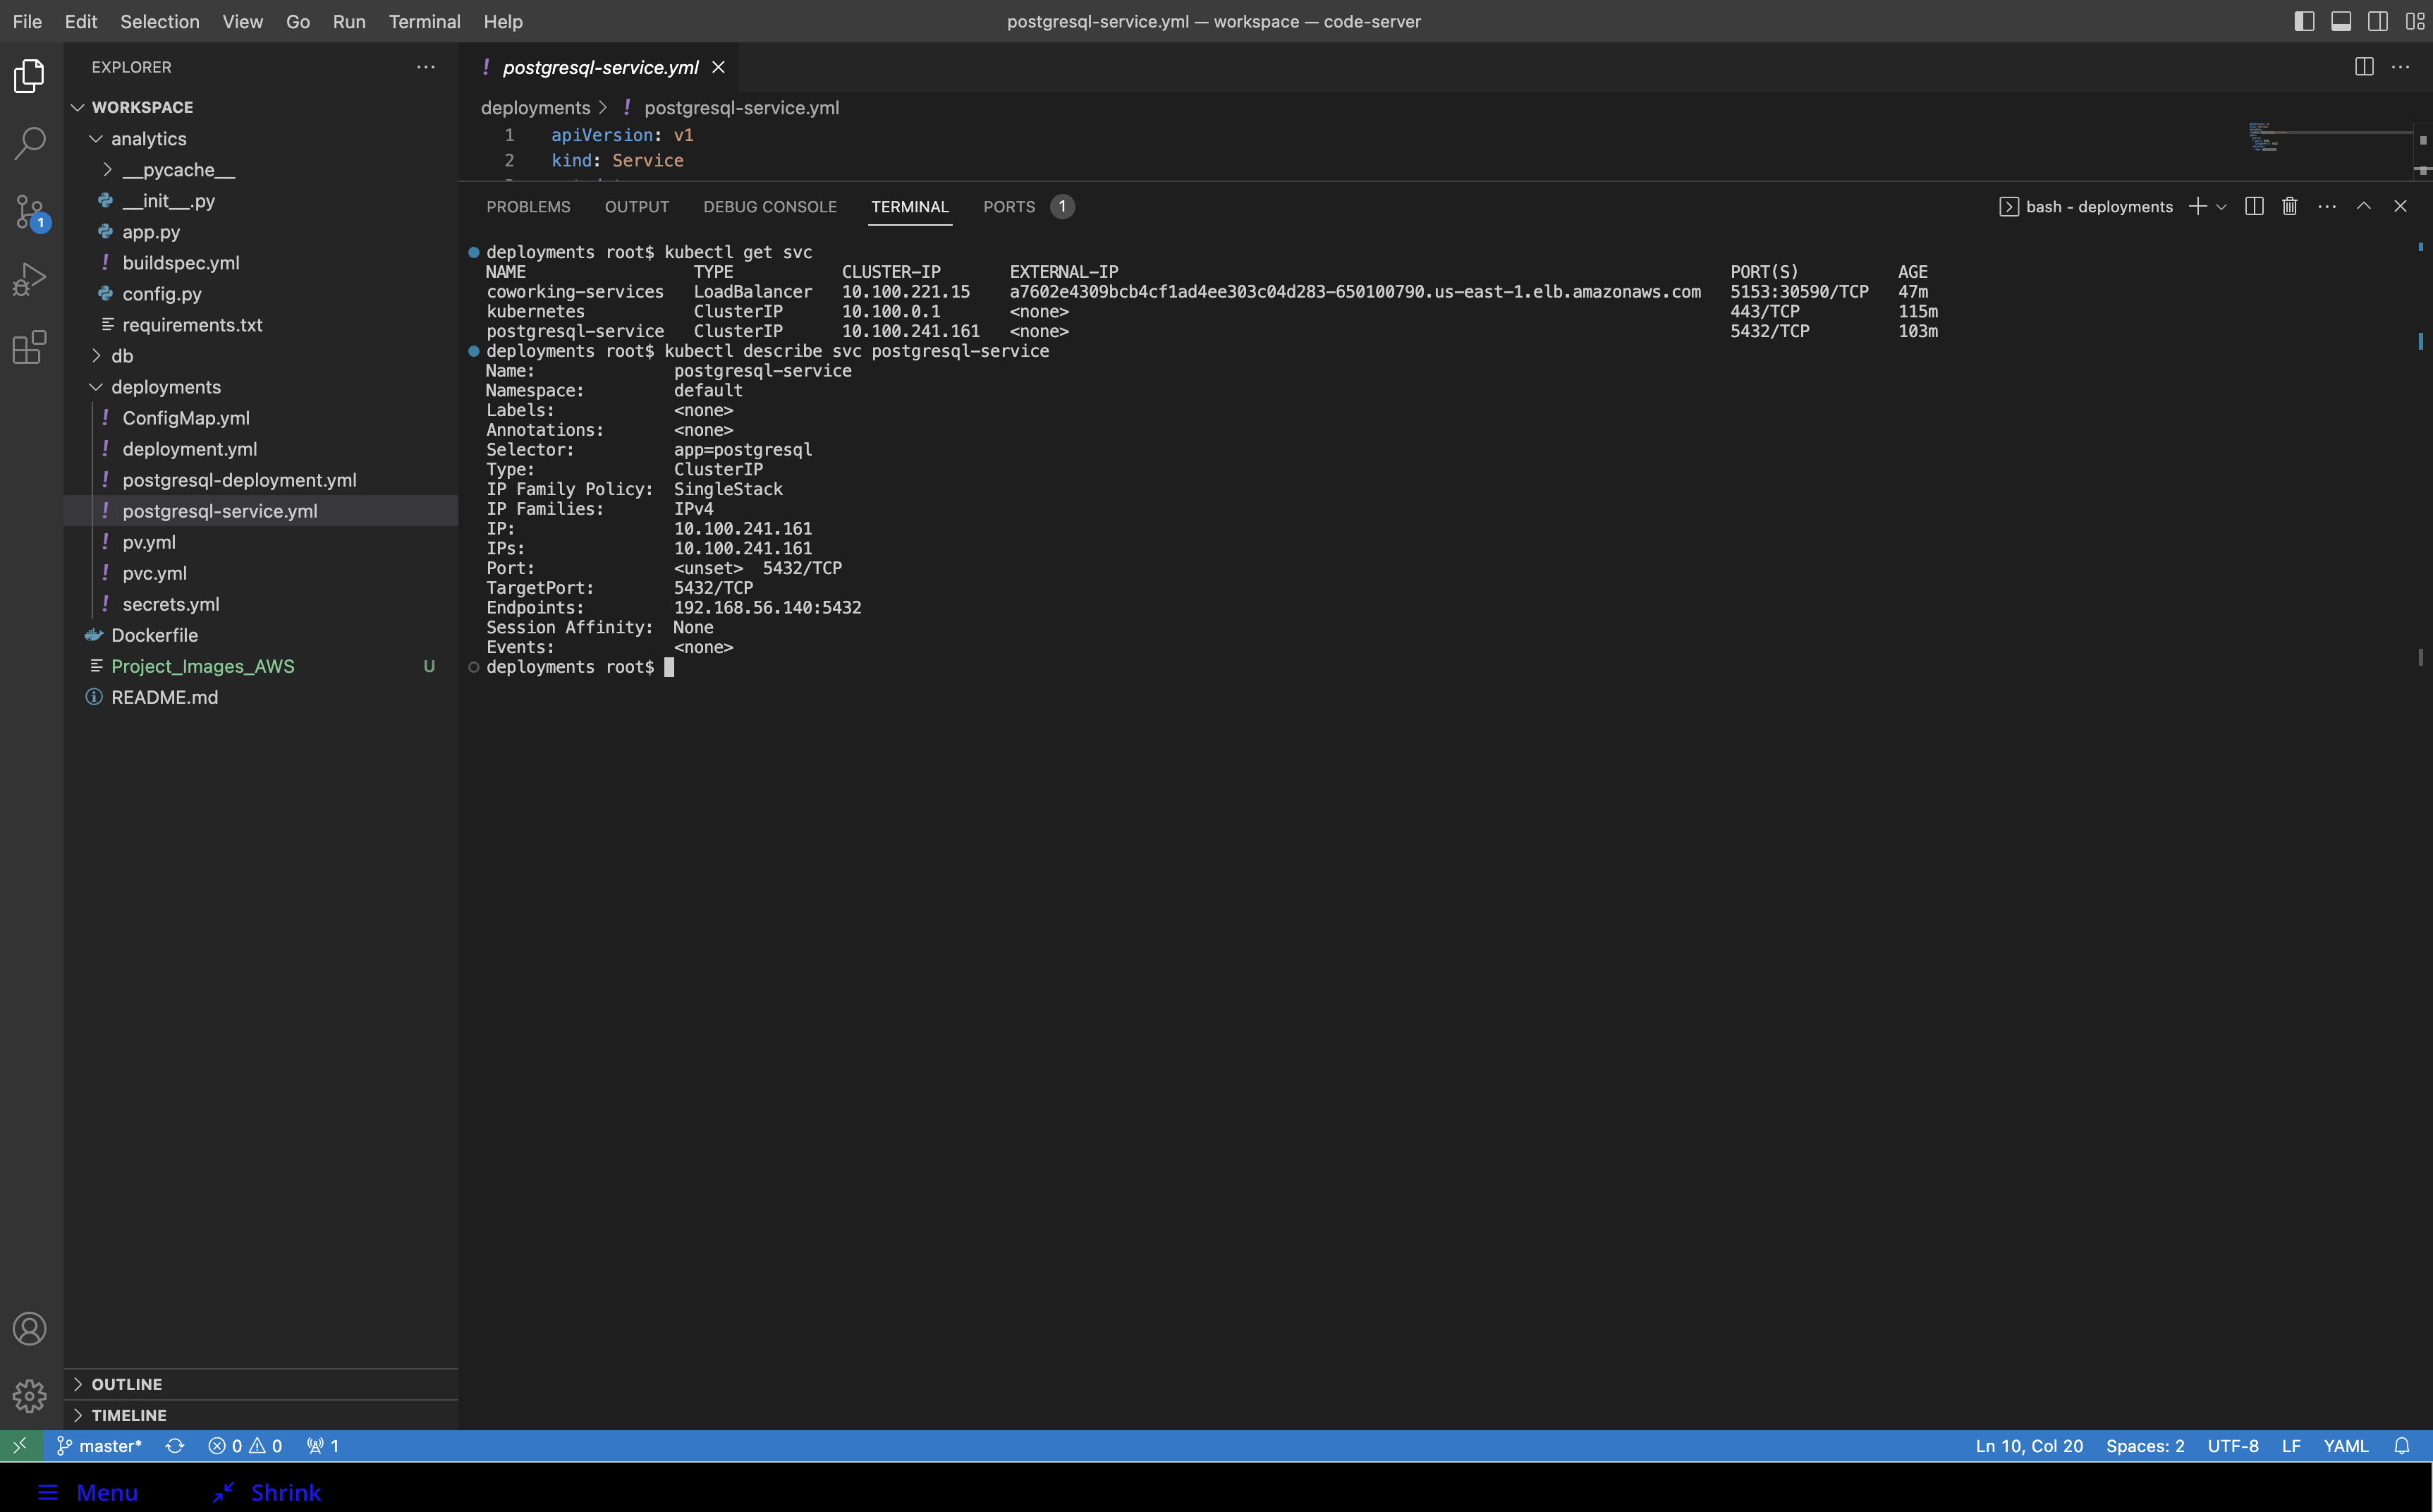 File Edit Selection View Go Run Terminal Help
postgresql-service.yml — workspace — code-server
EXPLORER
WORKSPACE
analytics
__pycache__
__init__.py
app.py
buildspec.yml
config.py
requirements.txt
db
deployments
ConfigMap.yml
deployment.yml
postgresql-deployment.yml
postgresql-service.yml
pv.yml
pvc.yml
secrets.yml
Dockerfile
Project_Images_AWS U
README.md
OUTLINE
TIMELINE
1
! postgresql-service.yml
deployments > ! postgresql-service.yml
1 apiVersion: v1
2 kind: Service
PROBLEMS OUTPUT DEBUG CONSOLE TERMINAL PORTS 1
bash - deployments
deployments root$ kubectl get svc
NAME TYPE CLUSTER-IP EXTERNAL-IP PORT(S) AGE
coworking-services LoadBalancer 10.100.221.15 a7602e4309bcb4cf1ad4ee303c04d283-650100790.us-east-1.elb.amazonaws.com 5153:30590/TCP 47m
kubernetes ClusterIP 10.100.0.1 <none> 443/TCP 115m
postgresql-service ClusterIP 10.100.241.161 <none> 5432/TCP 103m
deployments root$ kubectl describe svc postgresql-service
Name: postgresql-service
Namespace: default
Labels: <none>
Annotations: <none>
Selector: app=postgresql
Type: ClusterIP
IP Family Policy: SingleStack
IP Families: IPv4
IP: 10.100.241.161
IPs: 10.100.241.161
Port: <unset> 5432/TCP
TargetPort: 5432/TCP
Endpoints: 192.168.56.140:5432
Session Affinity: None
Events: <none>
deployments root$
master* 0 0 1
Ln 10, Col 20 Spaces: 2 UTF-8 LF YAML
Menu Shrink